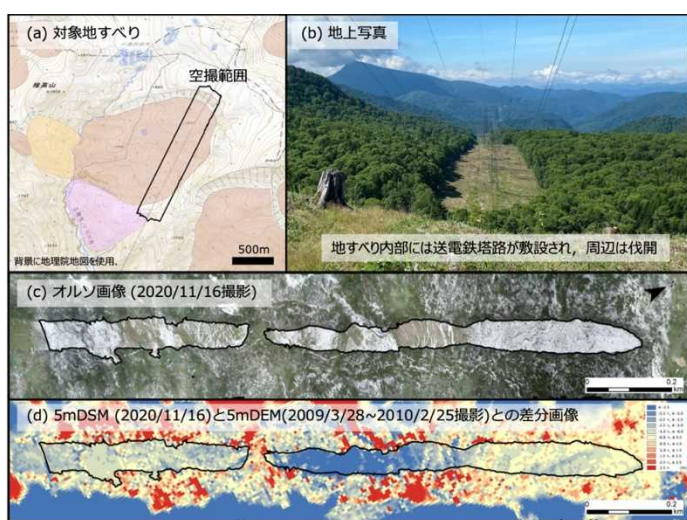 (a) 対象地すべり
空撮範囲
500m
背景に地理院地図を使用.
(b) 地上写真
地すべり内部には送電鉄塔路が敷設され，周辺は伐開
(c) オルソ画像 (2020/11/16撮影)
0
0.2
(d) 5mDSM (2020/11/16)と5mDEM(2009/3/28~2010/2/25撮影)との差分画像
0
0.2